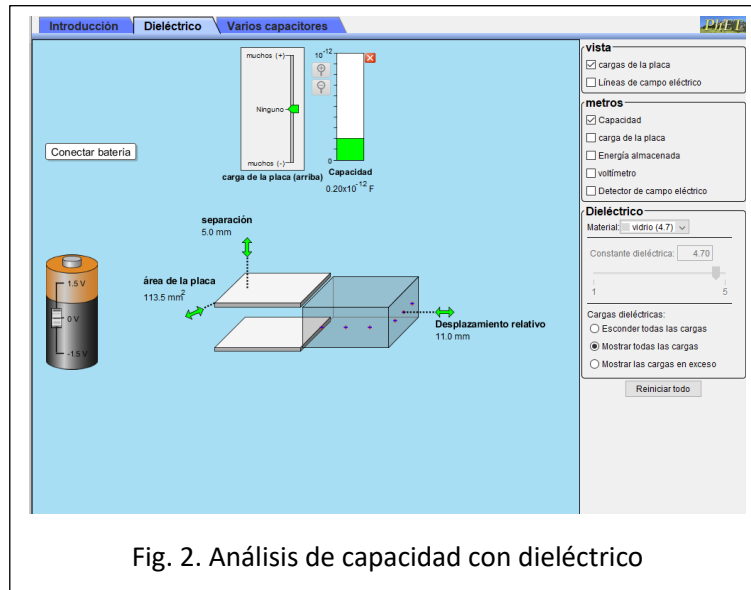 Introducción
Dieléctrico
Varios capacitores
PhET
muchos (+)
Ninguno
muchos (-)
carga de la placa (arriba)
10-12
0
Capacidad
0.20x10-12 F
Conectar batería
1.5 V
0 V
-1.5 V
separación
5.0 mm
área de la placa
113.5 mm2
Desplazamiento relativo
11.0 mm
vista
cargas de la placa
Líneas de campo eléctrico
metros
Capacidad
carga de la placa
Energía almacenada
voltímetro
Detector de campo eléctrico
Dieléctrico
Material: vidrio (4.7)
Constante dieléctrica: 4.70
1 5
Cargas dieléctricas:
Esconder todas las cargas
Mostrar todas las cargas
Mostrar las cargas en exceso
Reiniciar todo
Fig. 2. Análisis de capacidad con dieléctrico